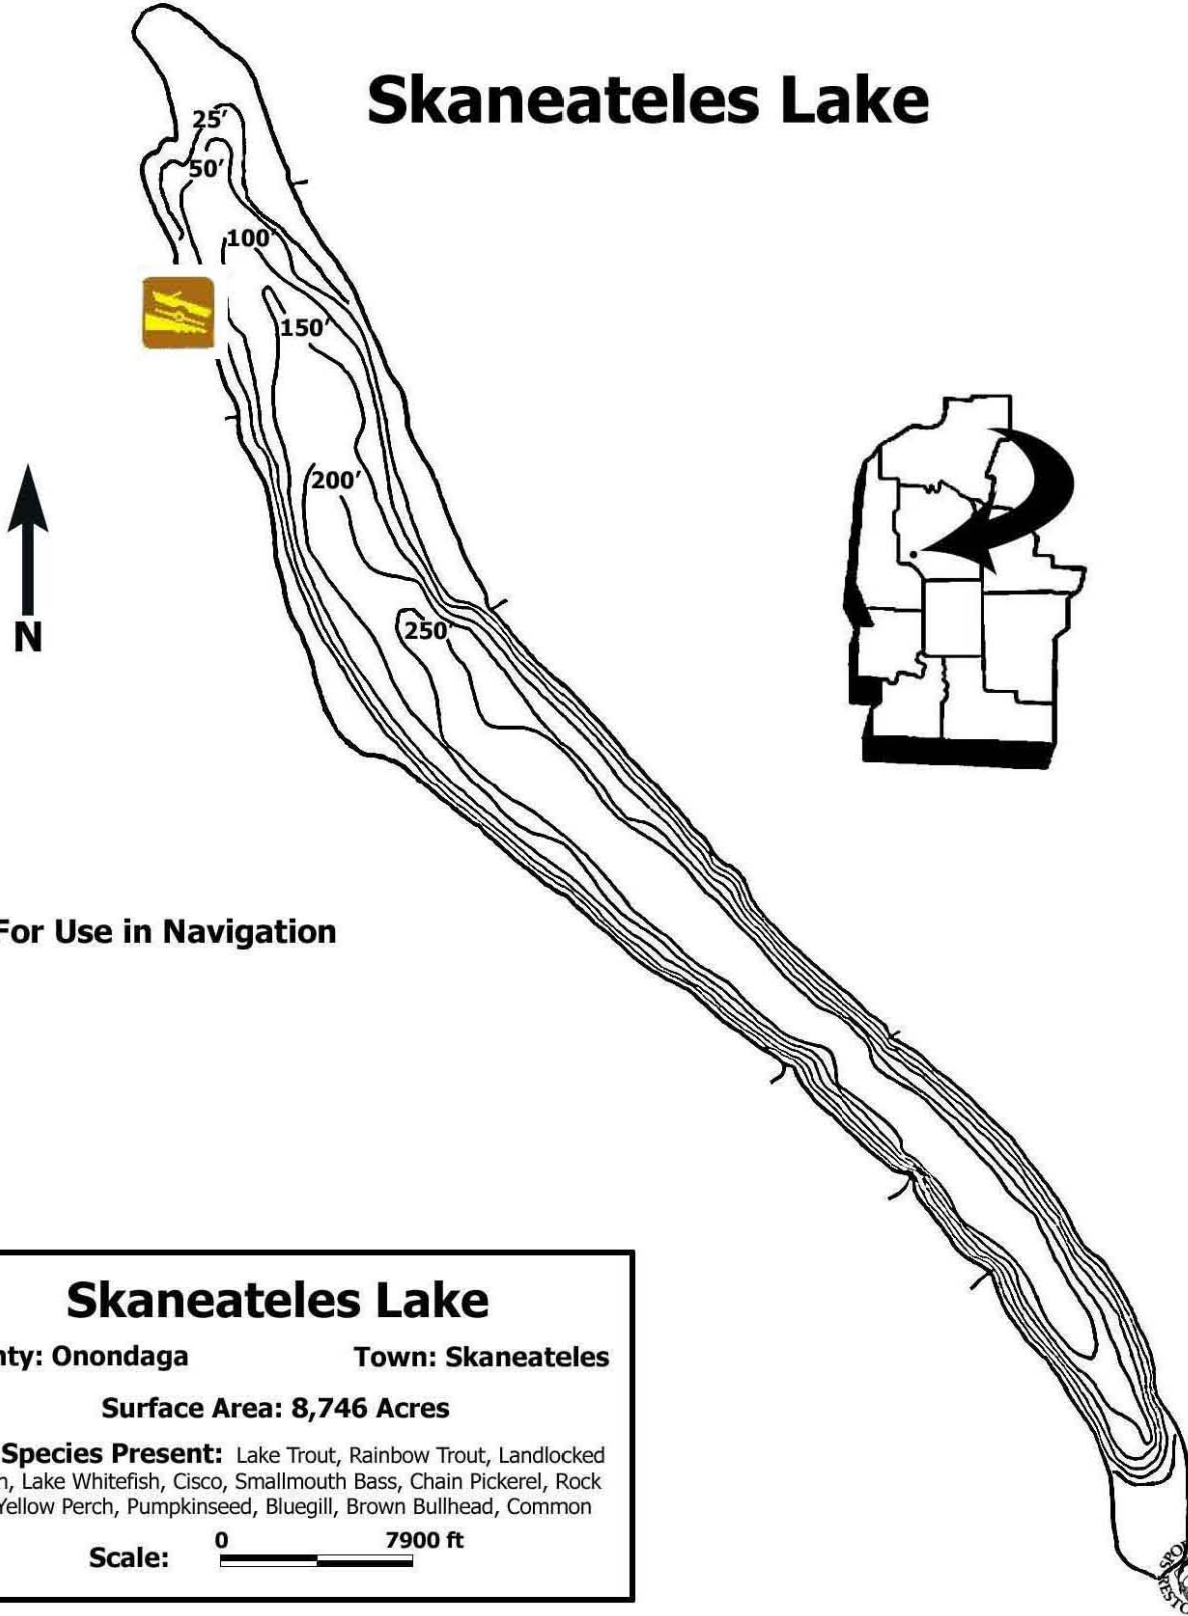 Skaneateles Lake
25'
50'
100'
150'
200'
250'
N
For Use in Navigation
Skaneateles Lake
nty: Onondaga Town: Skaneateles
Surface Area: 8,746 Acres
Species Present: Lake Trout, Rainbow Trout, Landlocked
n, Lake Whitefish, Cisco, Smallmouth Bass, Chain Pickerel, Rock
Yellow Perch, Pumpkinseed, Bluegill, Brown Bullhead, Common
0 7900 ft
Scale:
SPO
RESTO